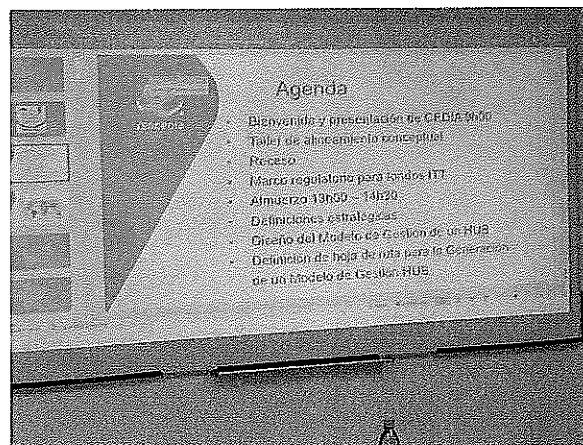 Agenda
- Bienvenida y presentación de CEDIA 9h00
- Taller de alineamiento conceptual
- Receso
- Marco regulatorio para fondos ITT
- Almuerzo 13h50 – 14h20
- Definiciones estratégicas
- Diseño del Modelo de Gestión de un HUB
- Definición de hoja de ruta para la Generación
de un Modelo de Gestión HUB